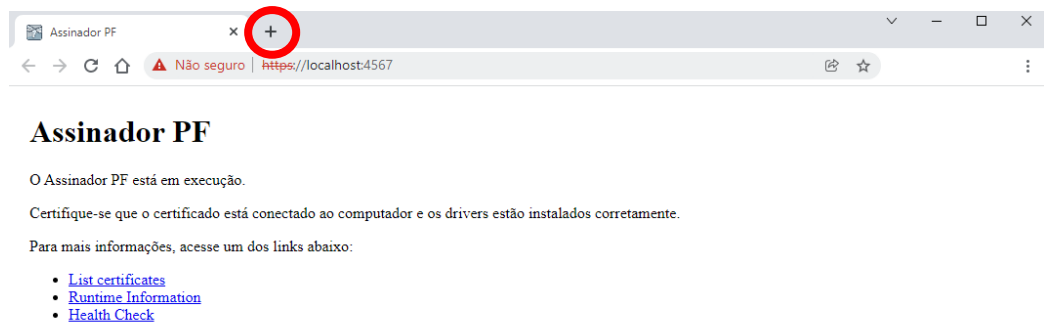 Assinador PF
Não seguro | https://localhost:4567
Assinador PF
O Assinador PF está em execução.
Certifique-se que o certificado está conectado ao computador e os drivers estão instalados corretamente.
Para mais informações, acesse um dos links abaixo:
List certificates
Runtime Information
Health Check